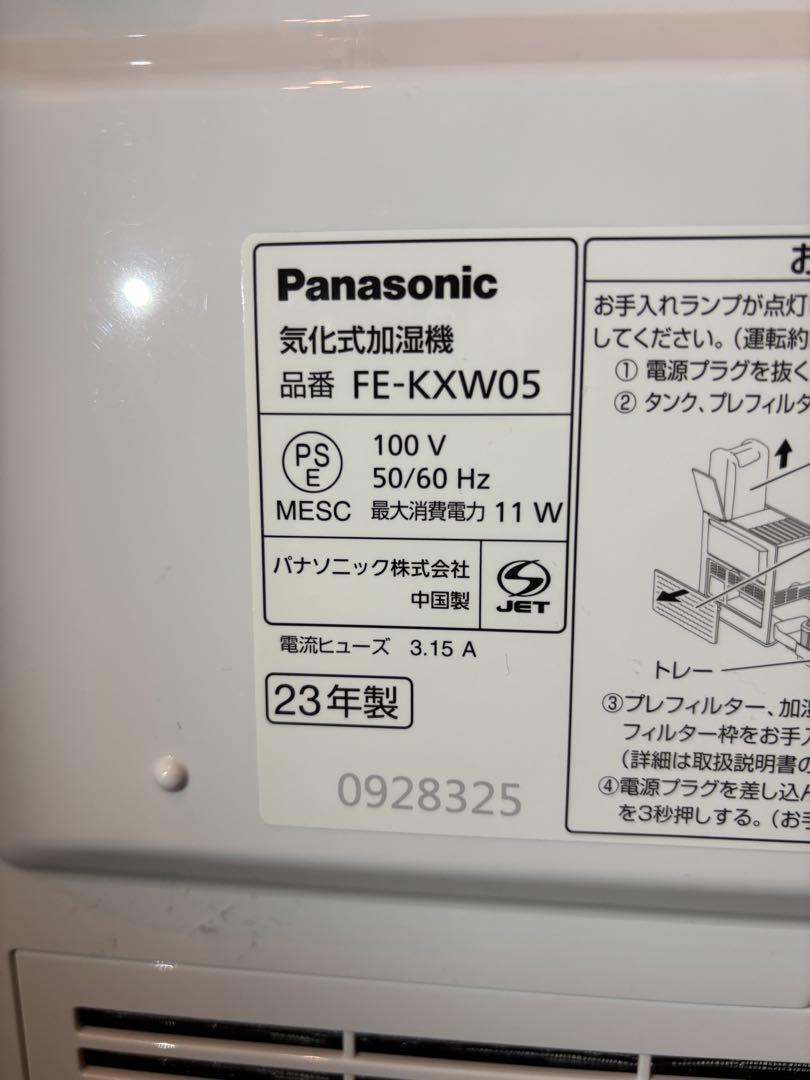 Panasonic
気化式加湿機
品番 FE-KXW05
PS
E
100 V
50/60 Hz
MESC 最大消費電力 11 W
パナソニック株式会社
中国製
JET
電流ヒューズ 3.15 A
23年製
0928325
お
お手入れランプが点灯
してください。(運転約
① 電源プラグを抜く
② タンク、プレフィルタ
トレー
③プレフィルター、加湿
フィルター枠をお手入
(詳細は取扱説明書の
④電源プラグを差し込ん
を3秒押しする。(お手